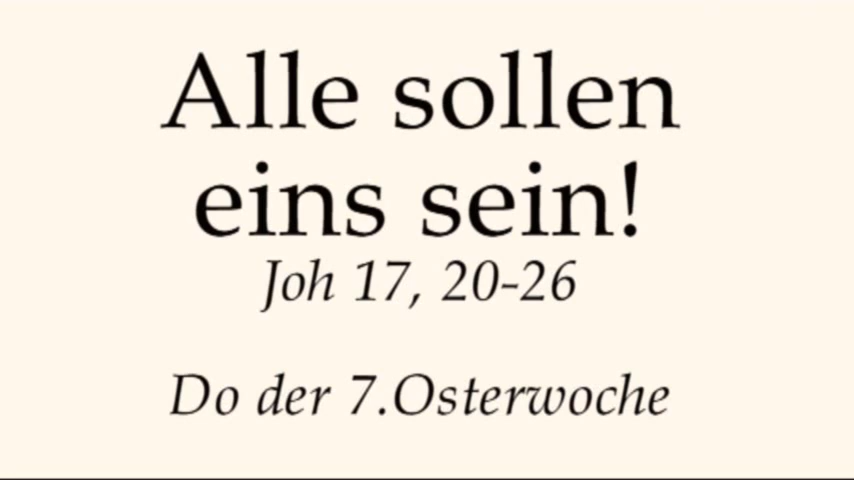 Alle sollen
eins sein!
Joh 17, 20-26
Do der 7.Osterwoche